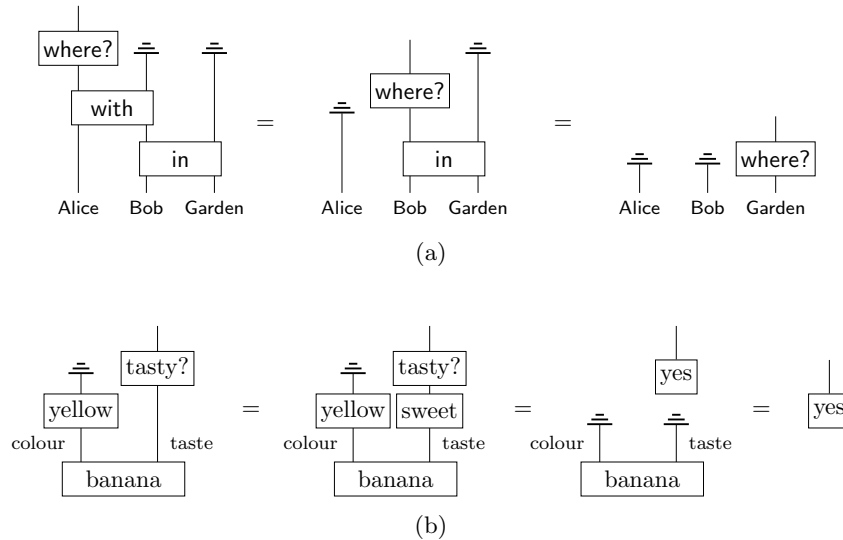 where?
with
in
Alice Bob Garden
=
where?
in
Alice Bob Garden
=
where?
Alice Bob Garden
(a)
tasty?
yellow
colour taste
banana
=
tasty?
yellow sweet
colour taste
banana
=
yes
colour taste
banana
=
yes
(b)